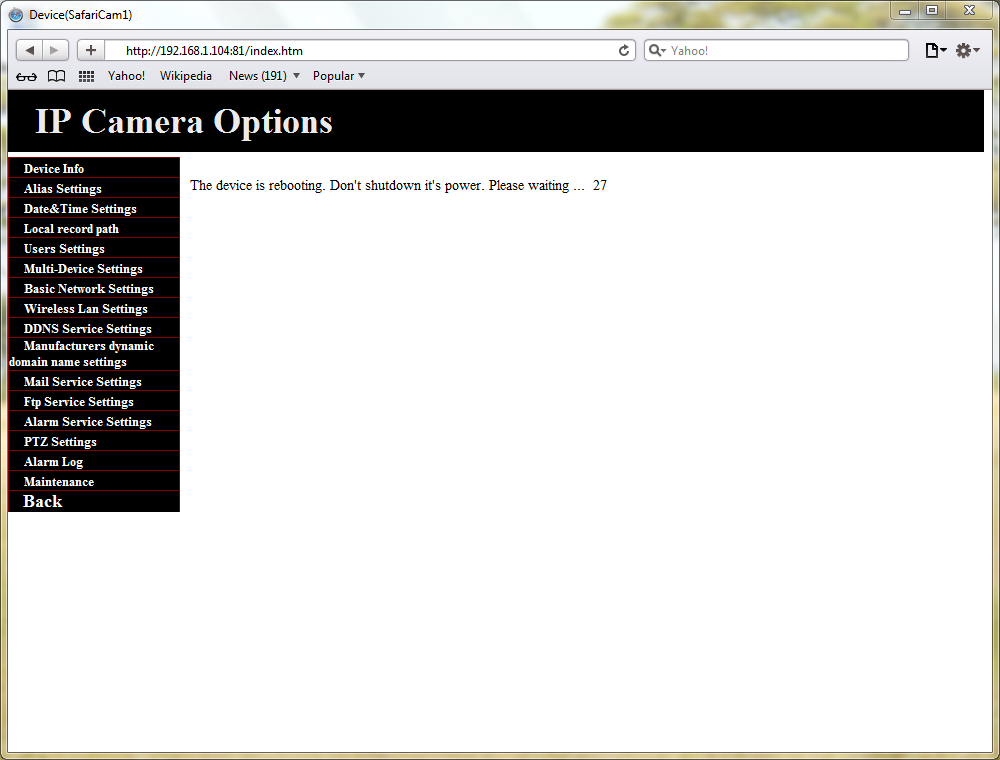 Device(SafariCam1)
http://192.168.1.104:81/index.htm
Yahoo!
Yahoo! Wikipedia News (191) Popular
IP Camera Options
Device Info
Alias Settings
Date&Time Settings
Local record path
Users Settings
Multi-Device Settings
Basic Network Settings
Wireless Lan Settings
DDNS Service Settings
Manufacturers dynamic
domain name settings
Mail Service Settings
Ftp Service Settings
Alarm Service Settings
PTZ Settings
Alarm Log
Maintenance
Back
The device is rebooting. Don't shutdown it's power. Please waiting ... 27